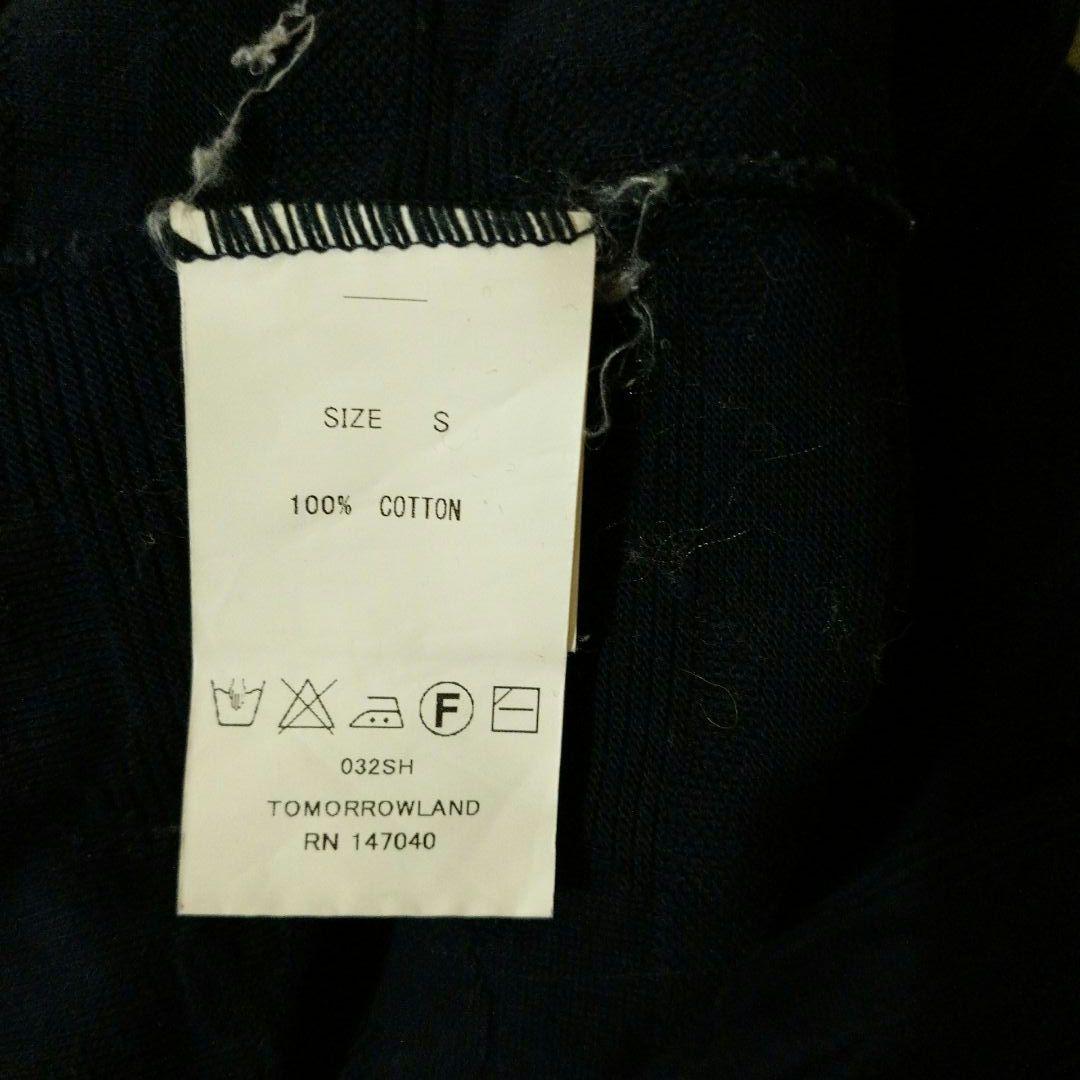 SIZE S
100% COTTON
F
032SH
TOMORROWLAND
RN 147040